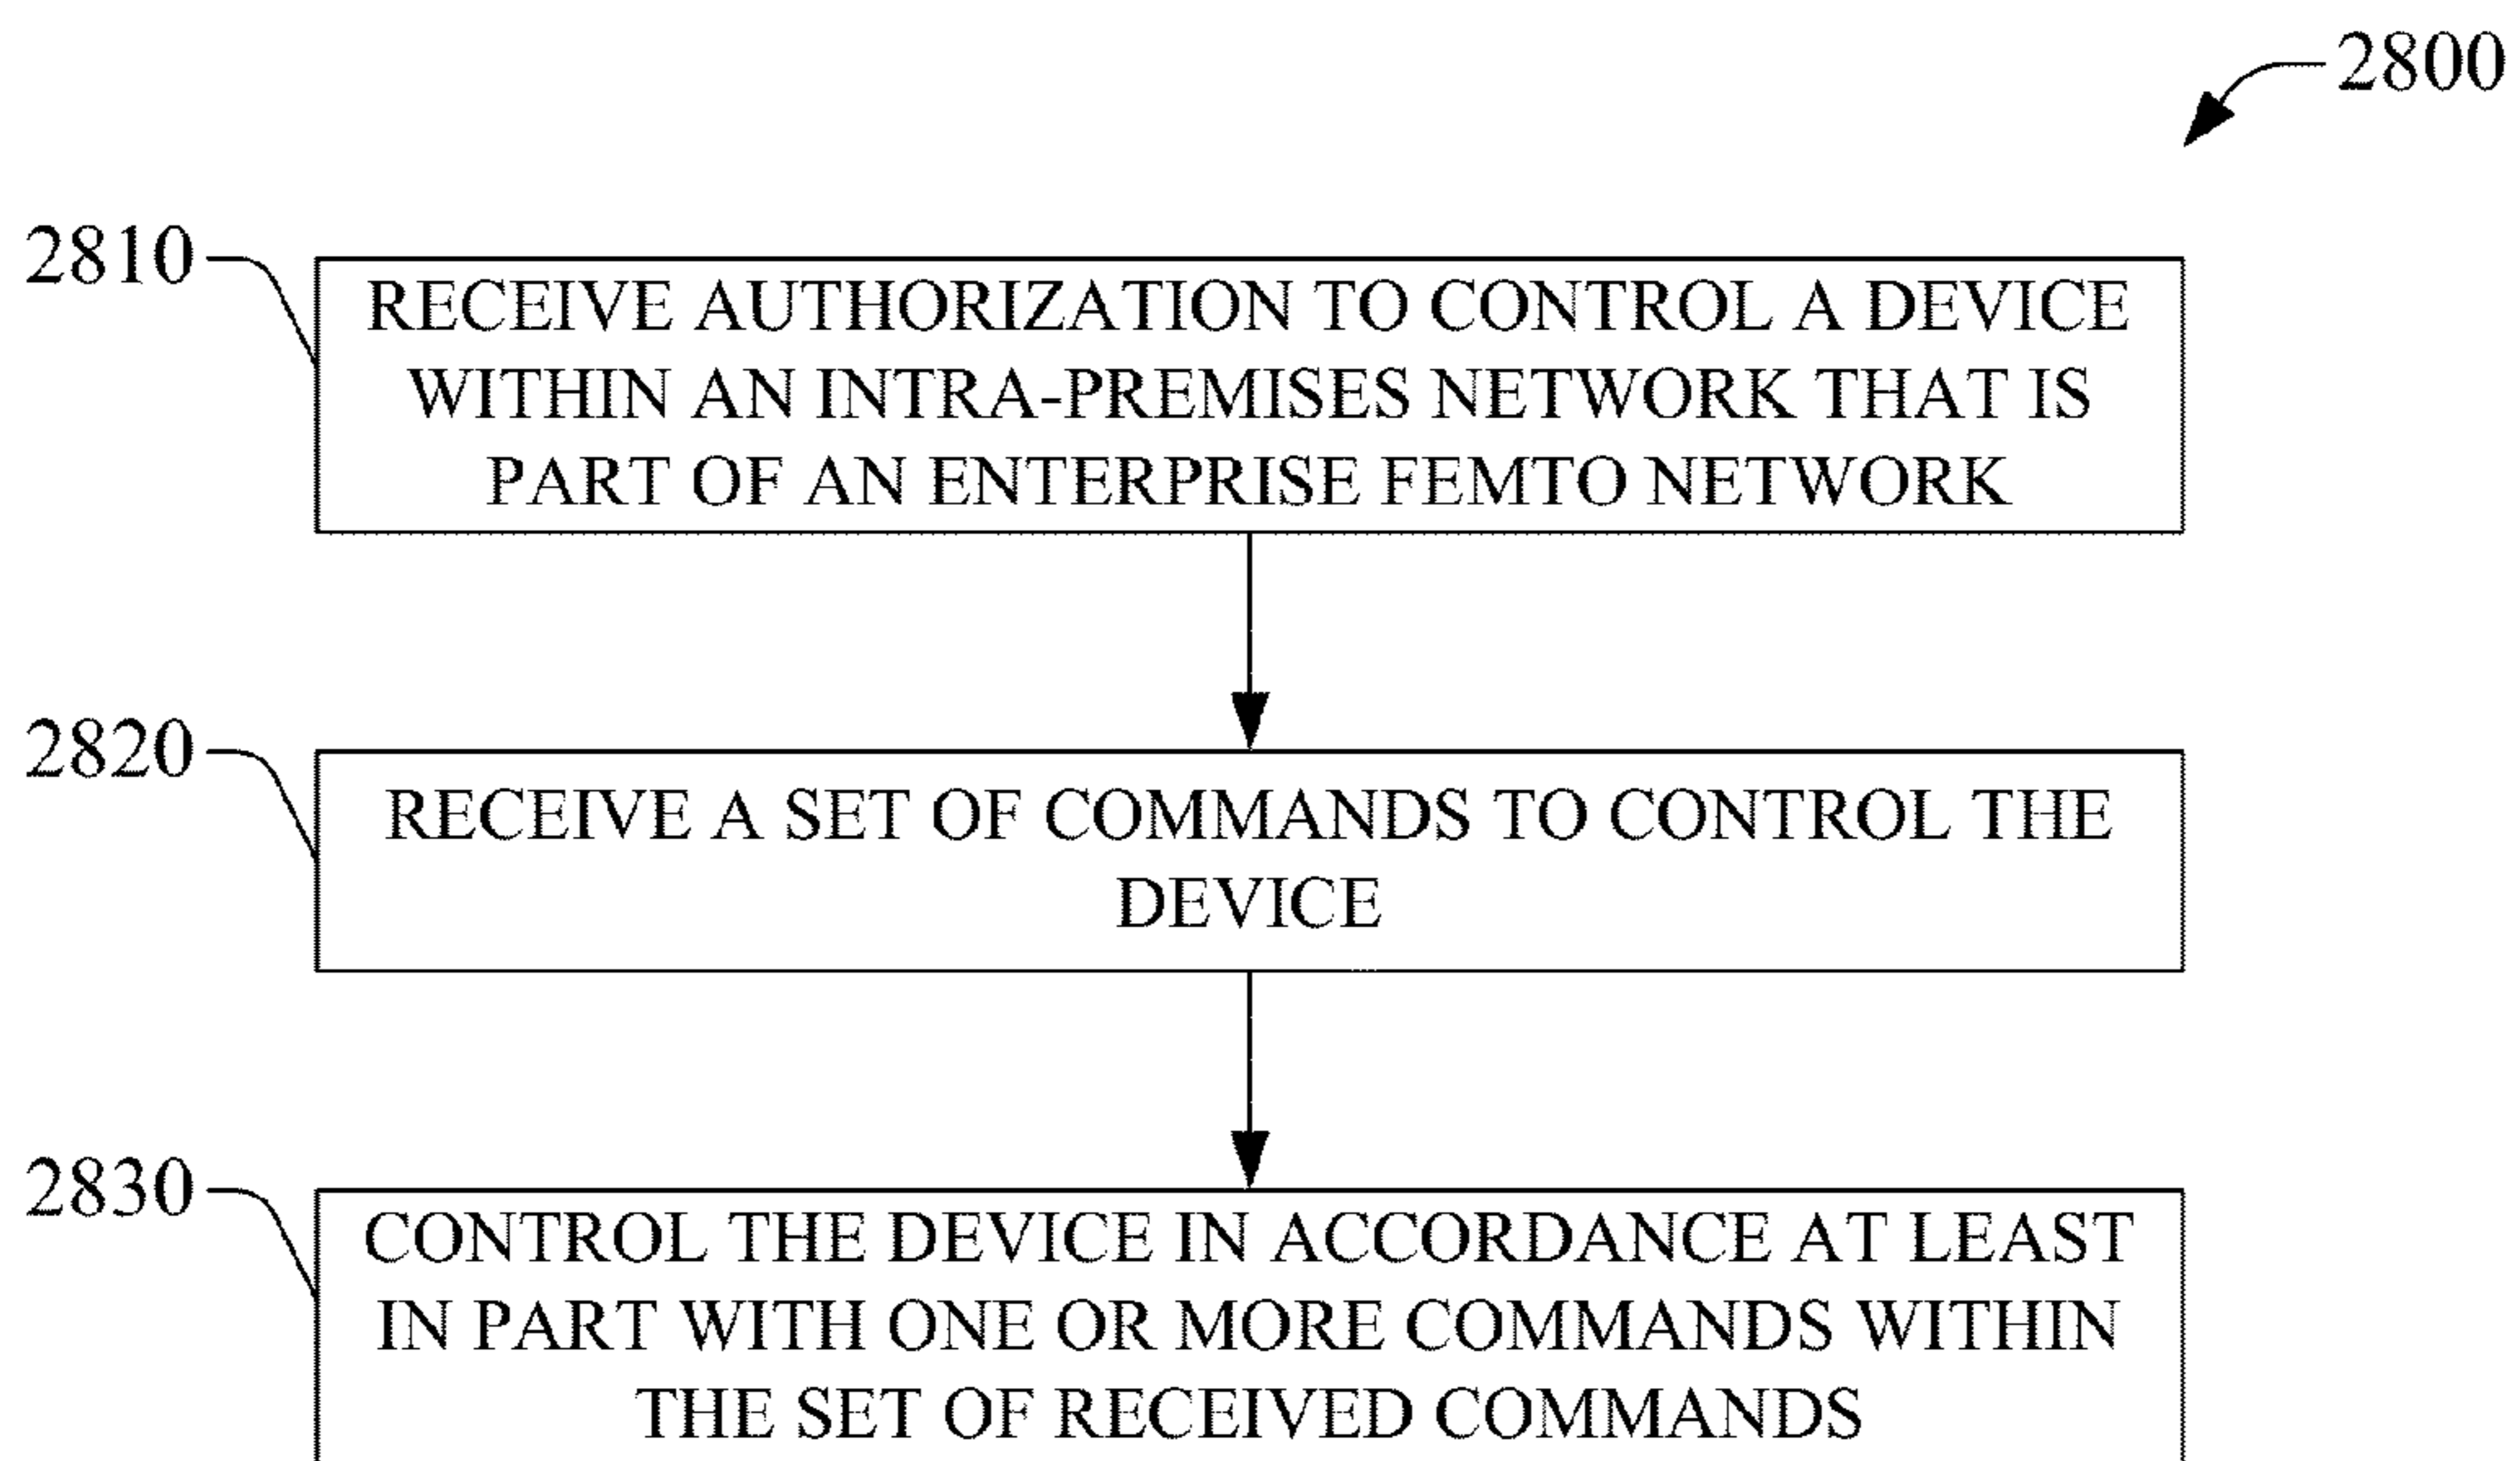 2800
2810
RECEIVE AUTHORIZATION TO CONTROL A DEVICE
WITHIN AN INTRA-PREMISES NETWORK THAT IS
PART OF AN ENTERPRISE FEMTO NETWORK
2820
RECEIVE A SET OF COMMANDS TO CONTROL THE
DEVICE
2830
CONTROL THE DEVICE IN ACCORDANCE AT LEAST
IN PART WITH ONE OR MORE COMMANDS WITHIN
THE SET OF RECEIVED COMMANDS